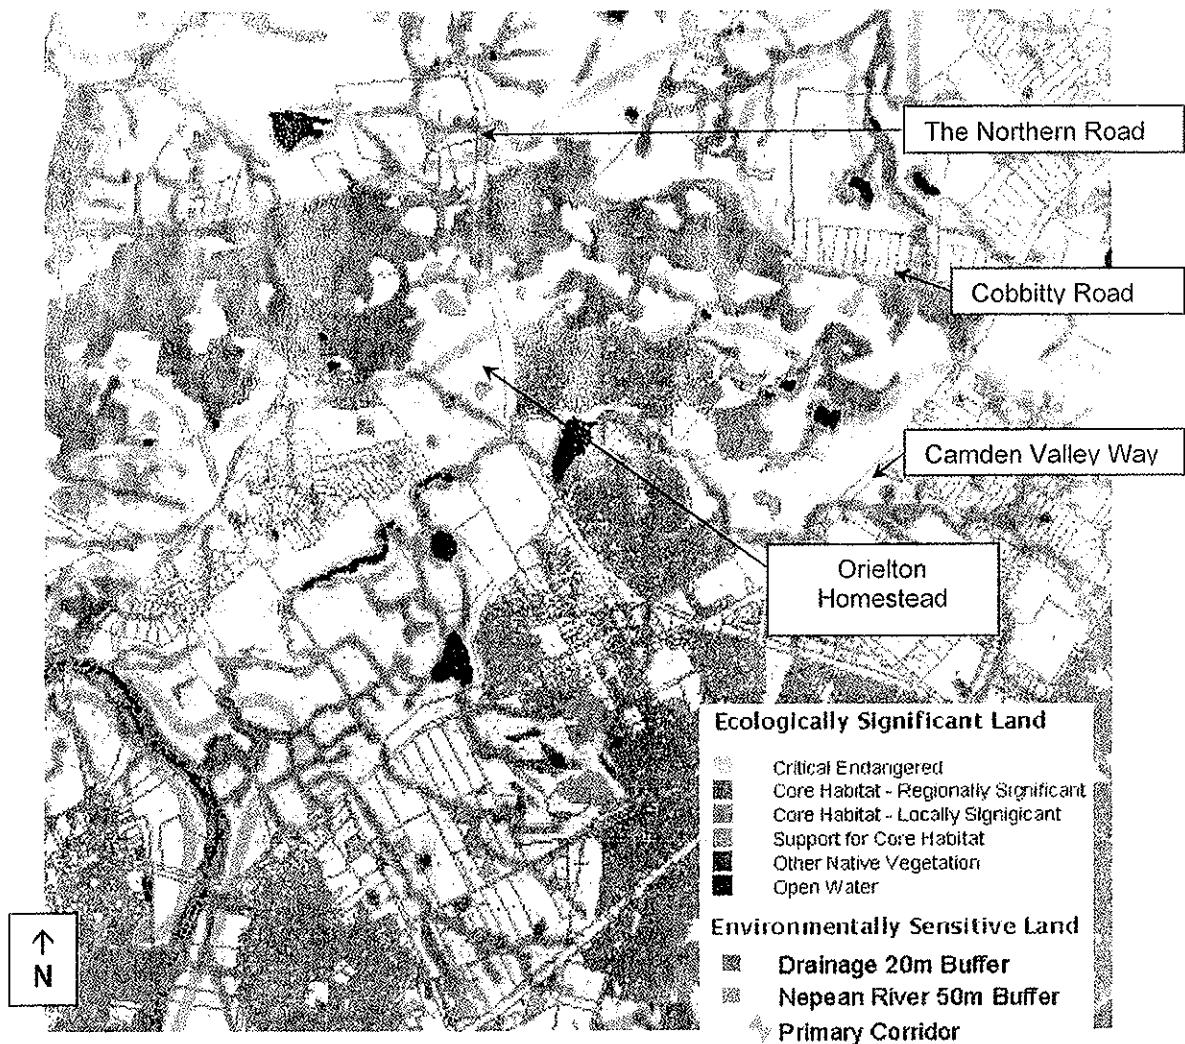 The Northern Road
Cobbitty Road
Camden Valley Way
Orielton
Homestead
Ecologically Significant Land
Critical Endangered
Core Habitat - Regionally Significant
Core Habitat - Locally Signigicant
Support for Core Habitat
Other Native Vegetation
Open Water
Environmentally Sensitive Land
Drainage 20m Buffer
Nepean River 50m Buffer
Primary Corridor
N